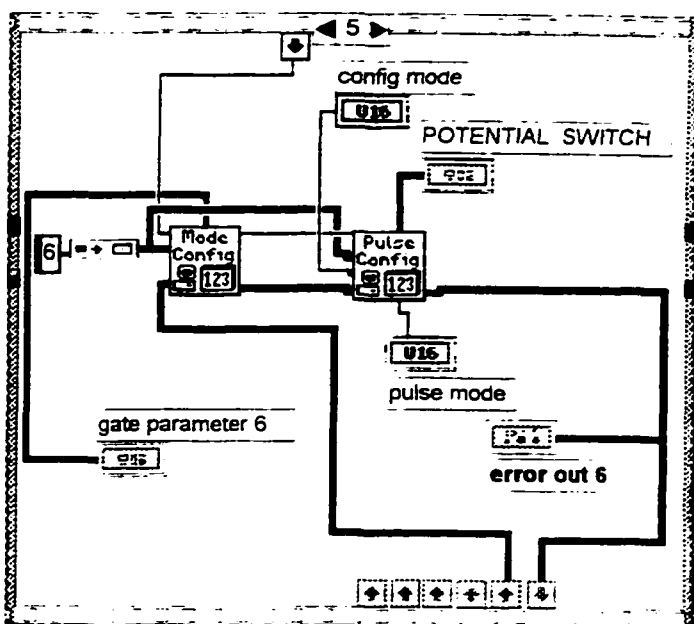 5
config mode
U16
POTENTIAL SWITCH
6
Mode
Config
123
Pulse
Config
123
U16
pulse mode
gate parameter 6
error out 6